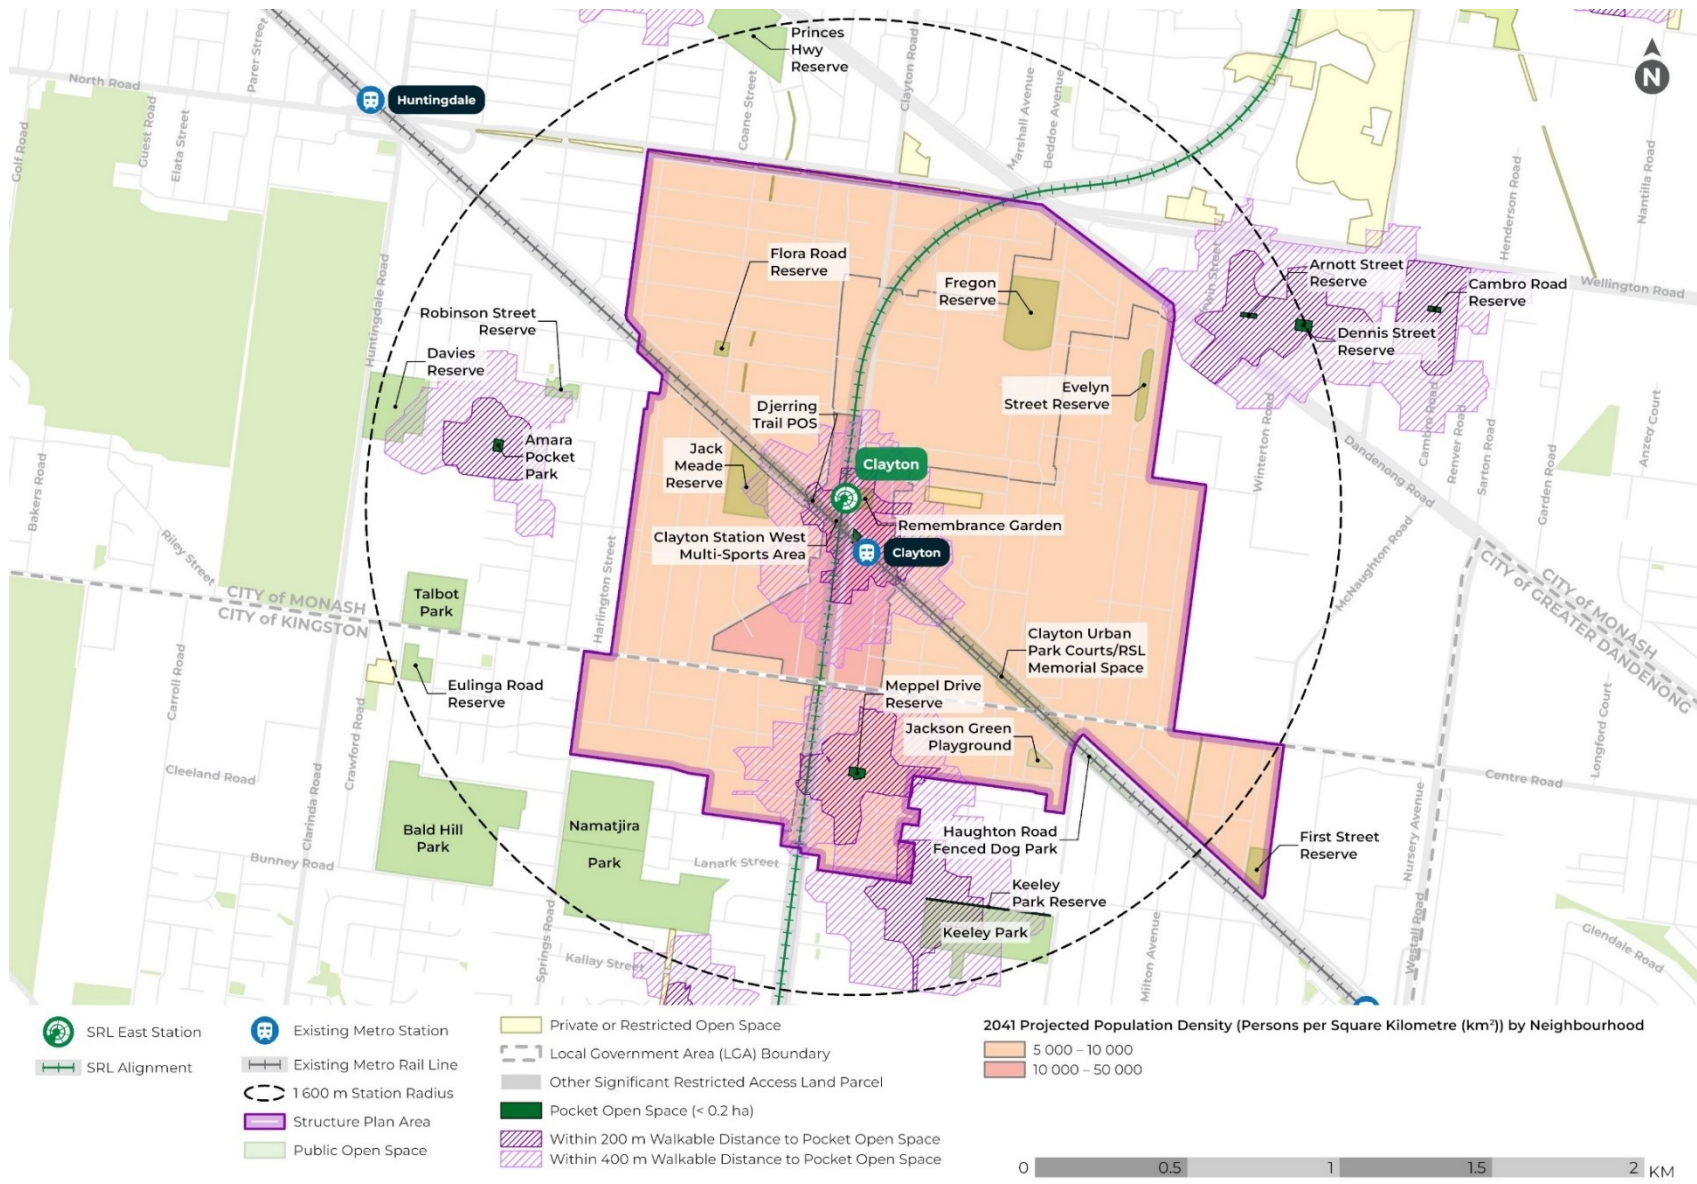 Princes
Hwy
Reserve
North Road
Parer Street
Huntingdale
Golf Road
Guest Road
Elata Street
Coane Street
Clayton Road
Marshall Avenue
Beddoe Avenue
Henderson Road
Nantilla Road
N
Huntingdale Road
Flora Road
Reserve
Fregon
Reserve
Arnott Street
Reserve
Cambro Road
Reserve
Wellington Road
Dennis Street
Reserve
Robinson Street
Reserve
Davies
Reserve
Evelyn
Street Reserve
Djerring
Trail POS
Amara
Pocket
Park
Jack
Meade
Reserve
Clayton
Winterton Road
Dandenong Road
Cambro Road
Renver Road
Sarton Road
Garden Road
Anzed Court
Bakers Road
Riley Street
Remembrance Garden
Clayton Station West
Multi-Sports Area
Clayton
McNaughton Road
Harlington Street
CITY of MONASH
CITY of KINGSTON
Talbot
Park
CITY of MONASH
CITY of GREATER DANDENONG
Clayton Urban
Park Courts/RSL
Memorial Space
Carroll Road
Eulinga Road
Reserve
Meppel Drive
Reserve
Jackson Green
Playground
Longford Court
Crawford Road
Cleeland Road
Centre Road
Clarinda Road
Bald Hill
Park
Namatjira
Park
Haughton Road
Fenced Dog Park
First Street
Reserve
Nursery Avenue
Bunney Road
Lanark Street
Keeley
Park Reserve
Keeley Park
Springs Road
Kallay Street
Milton Avenue
Westall Road
Glendale Road
SRL East Station
SRL Alignment
Existing Metro Station
Existing Metro Rail Line
1 600 m Station Radius
Structure Plan Area
Public Open Space
Private or Restricted Open Space
Local Government Area (LGA) Boundary
Other Significant Restricted Access Land Parcel
Pocket Open Space (< 0.2 ha)
Within 200 m Walkable Distance to Pocket Open Space
Within 400 m Walkable Distance to Pocket Open Space
2041 Projected Population Density (Persons per Square Kilometre (km²)) by Neighbourhood
5 000 – 10 000
10 000 – 50 000
0 0.5 1 1.5 2 KM